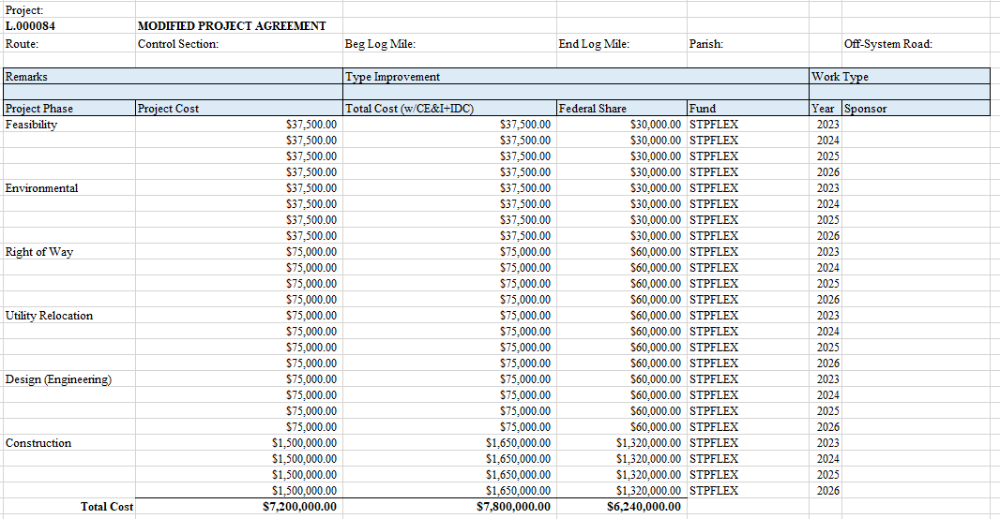 Project:
L.000084 MODIFIED PROJECT AGREEMENT
Route: Control Section: Beg Log Mile: End Log Mile: Parish: Off-System Road:
Remarks Type Improvement Work Type
Project Phase Project Cost Total Cost (w/CE&I+IDC) Federal Share Fund Year Sponsor
Feasibility $37,500.00 $37,500.00 $30,000.00 STPFLEX 2023
$37,500.00 $37,500.00 $30,000.00 STPFLEX 2024
$37,500.00 $37,500.00 $30,000.00 STPFLEX 2025
$37,500.00 $37,500.00 $30,000.00 STPFLEX 2026
Environmental $37,500.00 $37,500.00 $30,000.00 STPFLEX 2023
$37,500.00 $37,500.00 $30,000.00 STPFLEX 2024
$37,500.00 $37,500.00 $30,000.00 STPFLEX 2025
$37,500.00 $37,500.00 $30,000.00 STPFLEX 2026
Right of Way $75,000.00 $75,000.00 $60,000.00 STPFLEX 2023
$75,000.00 $75,000.00 $60,000.00 STPFLEX 2024
$75,000.00 $75,000.00 $60,000.00 STPFLEX 2025
$75,000.00 $75,000.00 $60,000.00 STPFLEX 2026
Utility Relocation $75,000.00 $75,000.00 $60,000.00 STPFLEX 2023
$75,000.00 $75,000.00 $60,000.00 STPFLEX 2024
$75,000.00 $75,000.00 $60,000.00 STPFLEX 2025
$75,000.00 $75,000.00 $60,000.00 STPFLEX 2026
Design (Engineering) $75,000.00 $75,000.00 $60,000.00 STPFLEX 2023
$75,000.00 $75,000.00 $60,000.00 STPFLEX 2024
$75,000.00 $75,000.00 $60,000.00 STPFLEX 2025
$75,000.00 $75,000.00 $60,000.00 STPFLEX 2026
Construction $1,500,000.00 $1,650,000.00 $1,320,000.00 STPFLEX 2023
$1,500,000.00 $1,650,000.00 $1,320,000.00 STPFLEX 2024
$1,500,000.00 $1,650,000.00 $1,320,000.00 STPFLEX 2025
$1,500,000.00 $1,650,000.00 $1,320,000.00 STPFLEX 2026
Total Cost $7,200,000.00 $7,800,000.00 $6,240,000.00